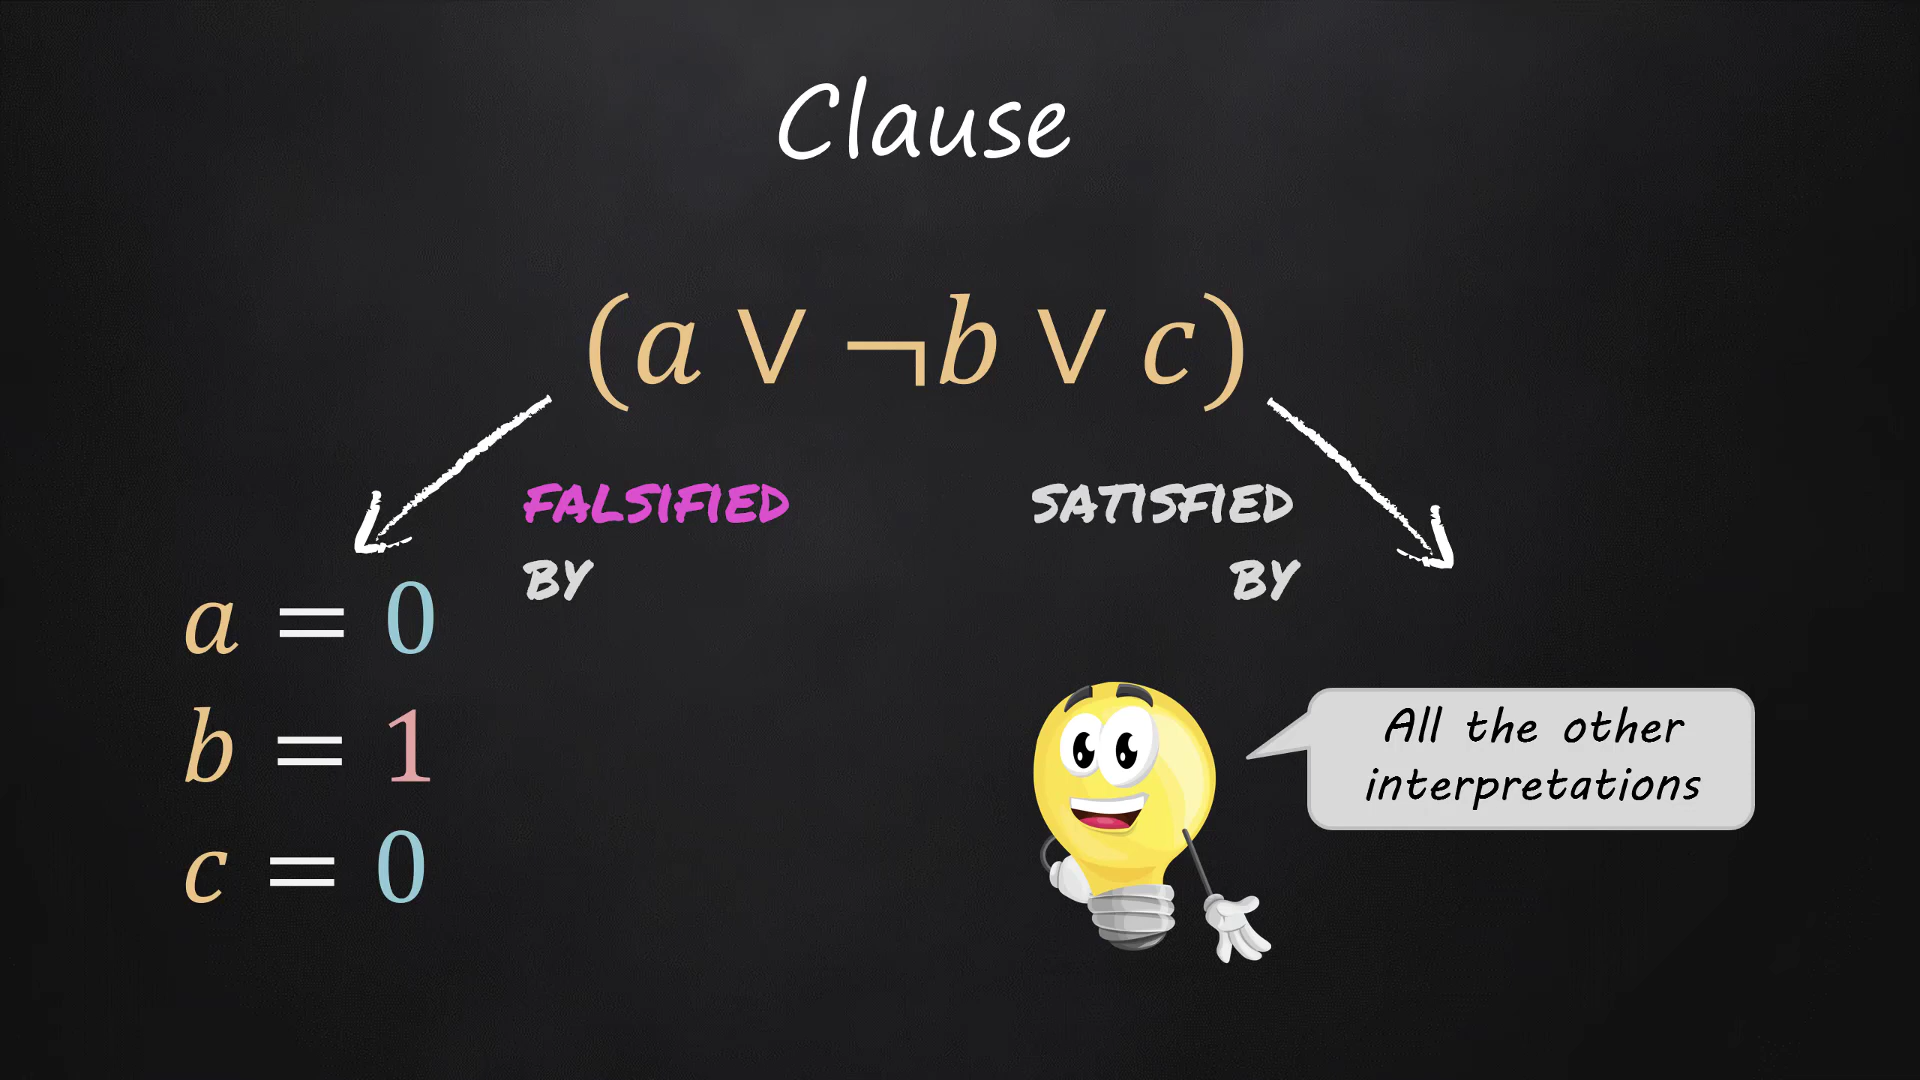 Clause
(a ∨ ¬b ∨ c)
FALSIFIED
BY
SATISFIED
BY
a = 0
b = 1
c = 0
All the other
interpretations